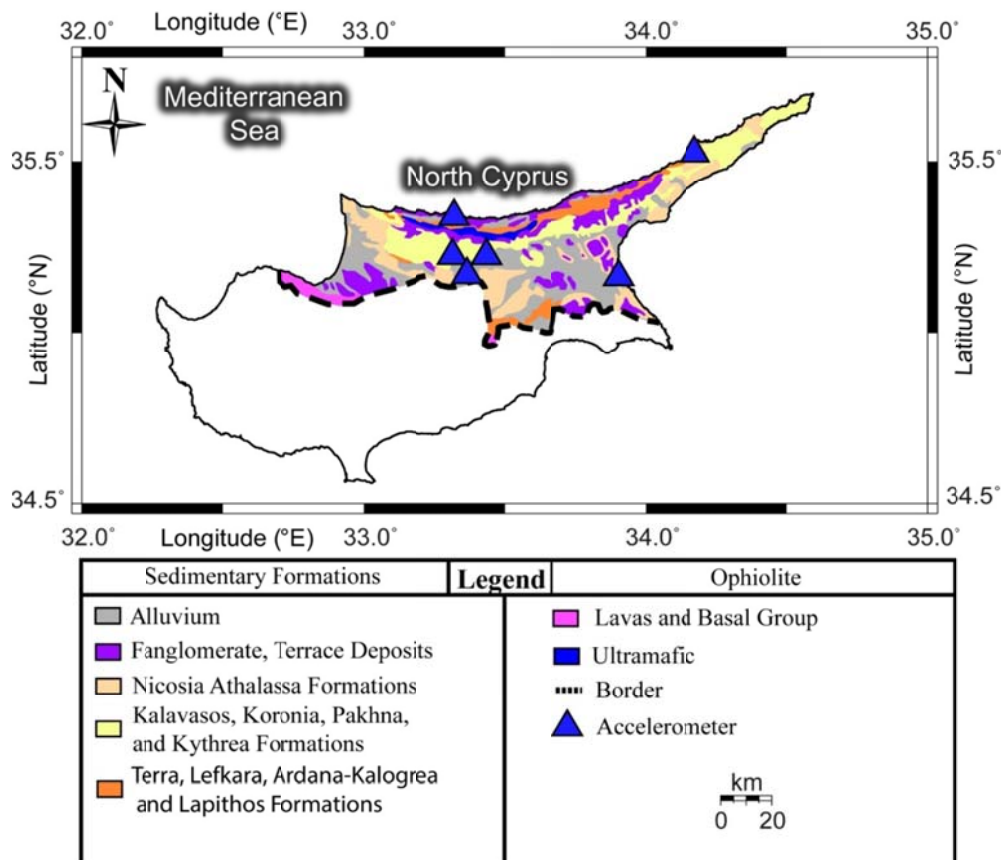 32.0° Longitude (°E) 33.0° 34.0° 35.0°
N
Mediterranean
Sea
North Cyprus
35.5° 35.5°
Latitude (°N) Latitude (°N)
34.5° 34.5°
32.0° Longitude (°E) 33.0° 34.0° 35.0°
Sedimentary Formations Legend Ophiolite
Alluvium
Fanglomerate, Terrace Deposits
Nicosia Athalassa Formations
Kalavasos, Koronia, Pakhna,
and Kythrea Formations
Terra, Lefkara, Ardana-Kalogrea
and Lapithos Formations
Lavas and Basal Group
Ultramafic
Border
Accelerometer
km
0 20